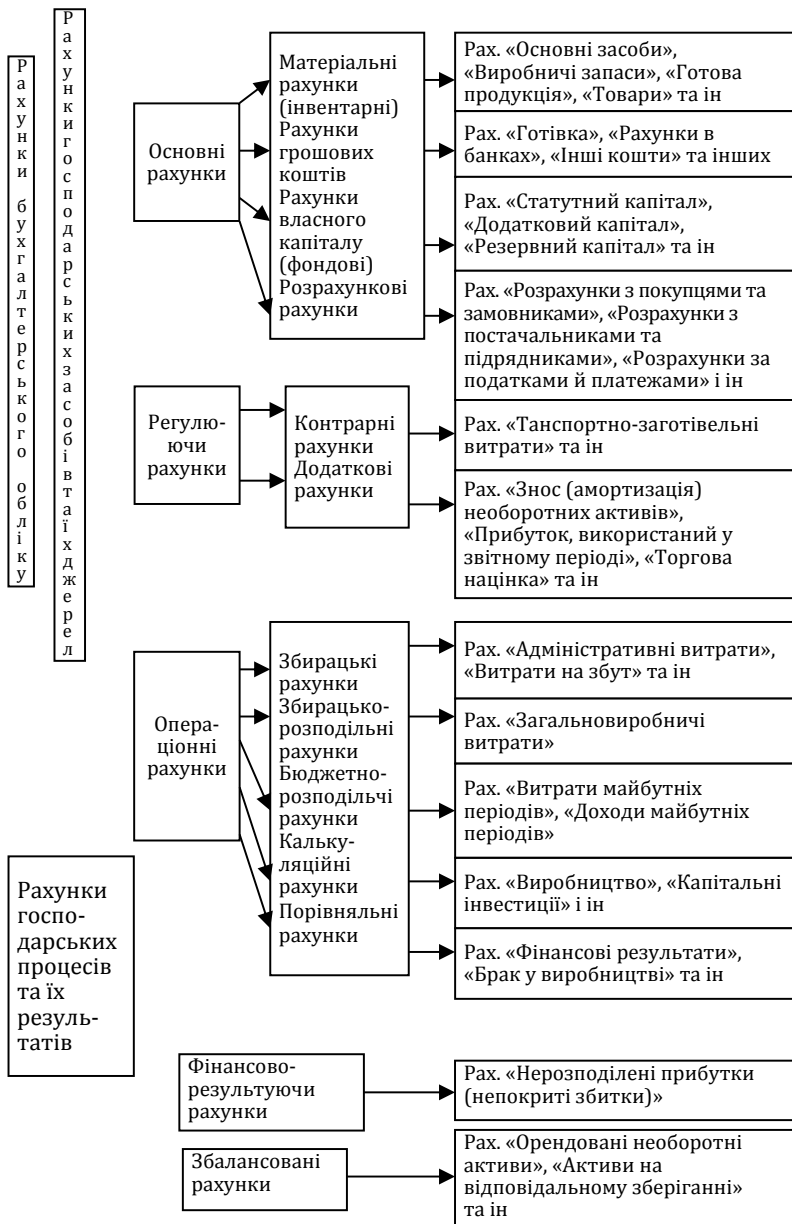 Рахунки бухгалтерського обліку
Рахунки господарських засобів та їх джерел
Основні
рахунки
Матеріальні
рахунки
(інвентарні)
Рахунки
грошових
коштів
Рахунки
власного
капіталу
(фондові)
Розрахункові
рахунки
Рах. «Основні засоби»,
«Виробничі запаси», «Готова
продукція», «Товари» та ін
Рах. «Готівка», «Рахунки в
банках», «Інші кошти» та інших
Рах. «Статутний капітал»,
«Додатковий капітал»,
«Резервний капітал» та ін
Рах. «Розрахунки з покупцями та
замовниками», «Розрахунки з
постачальниками та
підрядниками», «Розрахунки за
податками й платежами» і ін
Регулю-
ючи
рахунки
Контрарні
рахунки
Додаткові
рахунки
Рах. «Танспортно-заготівельні
витрати» та ін
Рах. «Знос (амортизація)
необоротних активів»,
«Прибуток, використаний у
звітному періоді», «Торгова
націнка» та ін
Опера-
ціонні
рахунки
Збирацькі
рахунки
Збирацько-
розподільні
рахунки
Бюджетно-
розподільчі
рахунки
Кальку-
ляційні
рахунки
Порівняльні
рахунки
Рах. «Адміністративні витрати»,
«Витрати на збут» та ін
Рах. «Загальновиробничі
витрати»
Рах. «Витрати майбутніх
періодів», «Доходи майбутніх
періодів»
Рах. «Виробництво», «Капітальні
інвестиції» і ін
Рах. «Фінансові результати»,
«Брак у виробництві» та ін
Рахунки
госпо-
дарських
процесів
та їх
резуль-
татів
Фінансово-
результуючи
рахунки
Рах. «Нерозподілені прибутки
(непокриті збитки)»
Збалансовані
рахунки
Рах. «Орендовані необоротні
активи», «Активи на
відповідальному зберіганні»
та ін